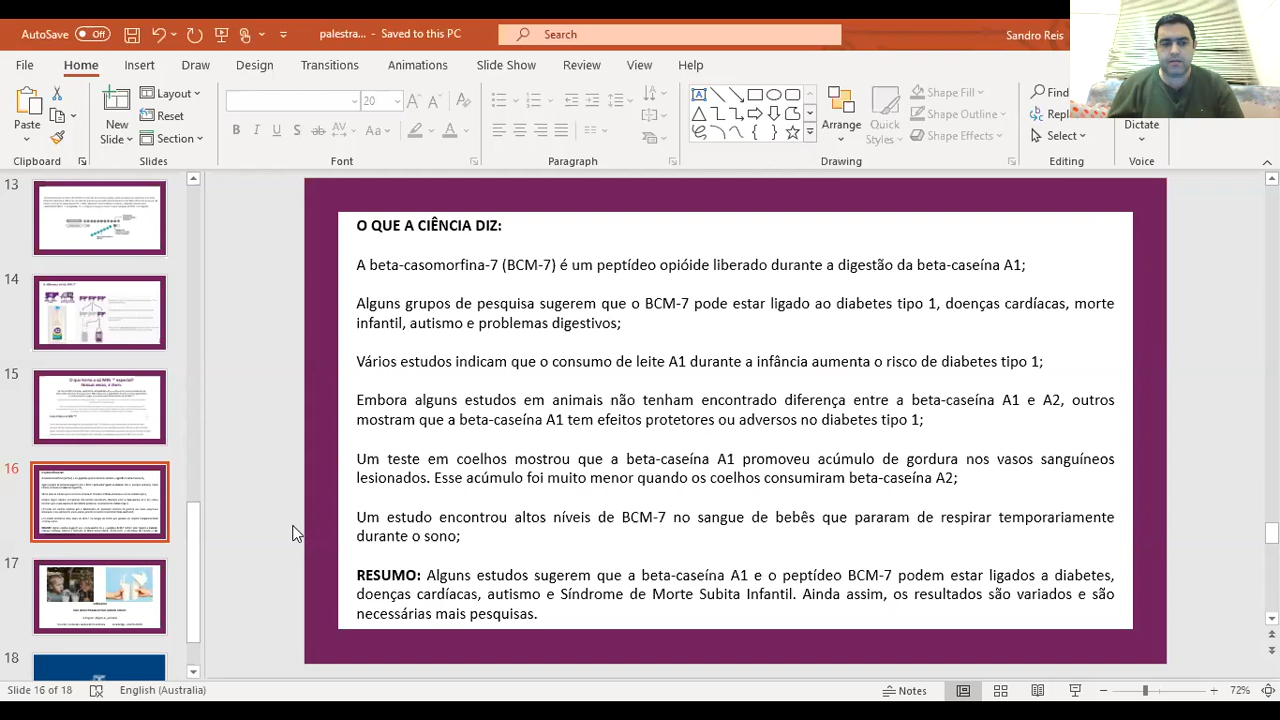 AutoSave Off palestra... - Saved to this PC Search Sandro Reis
File Home Insert Draw Design Transitions Slide Show Review View
Paste New Slide Layout Reset Section 20 Arrange Quick Styles Shape Fill Shape Outline Shape Effects Find Select Dictate
Clipboard Slides Font Paragraph Drawing Editing Voice
13
14
15
16
17
18
O QUE A CIÊNCIA DIZ:
A beta-casomorfina-7 (BCM-7) é um peptídeo opióide liberado durante a digestão da beta-caseína A1;
Alguns grupos de pesquisa sugerem que o BCM-7 pode estar ligado ao diabetes tipo 1, doenças cardíacas, morte
infantil, autismo e problemas digestivos;
Vários estudos indicam que o consumo de leite A1 durante a infância aumenta o risco de diabetes tipo 1;
Embora alguns estudos em animais não tenham encontrado diferença entre a beta-caseína A1 e A2, outros
mostram que a beta-caseína A1 tem efeitos protetores ou adversos no diabetes tipo 1;
Um teste em coelhos mostrou que a beta-caseína A1 promoveu acúmulo de gordura nos vasos sanguíneos
lesionados. Esse acúmulo foi muito menor quando os coelhos consumiram beta-caseína A2;
Um estudo encontrou altos níveis de BCM-7 no sangue de bebês que pararam de respirar temporariamente
durante o sono;
RESUMO: Alguns estudos sugerem que a beta-caseína A1 e o peptídeo BCM-7 podem estar ligados a diabetes,
doenças cardíacas, autismo e Síndrome de Morte Subita Infantil. Ainda assim, os resultados são variados e são
necessárias mais pesquisas.
Slide 16 of 18 English (Australia) Notes 72%